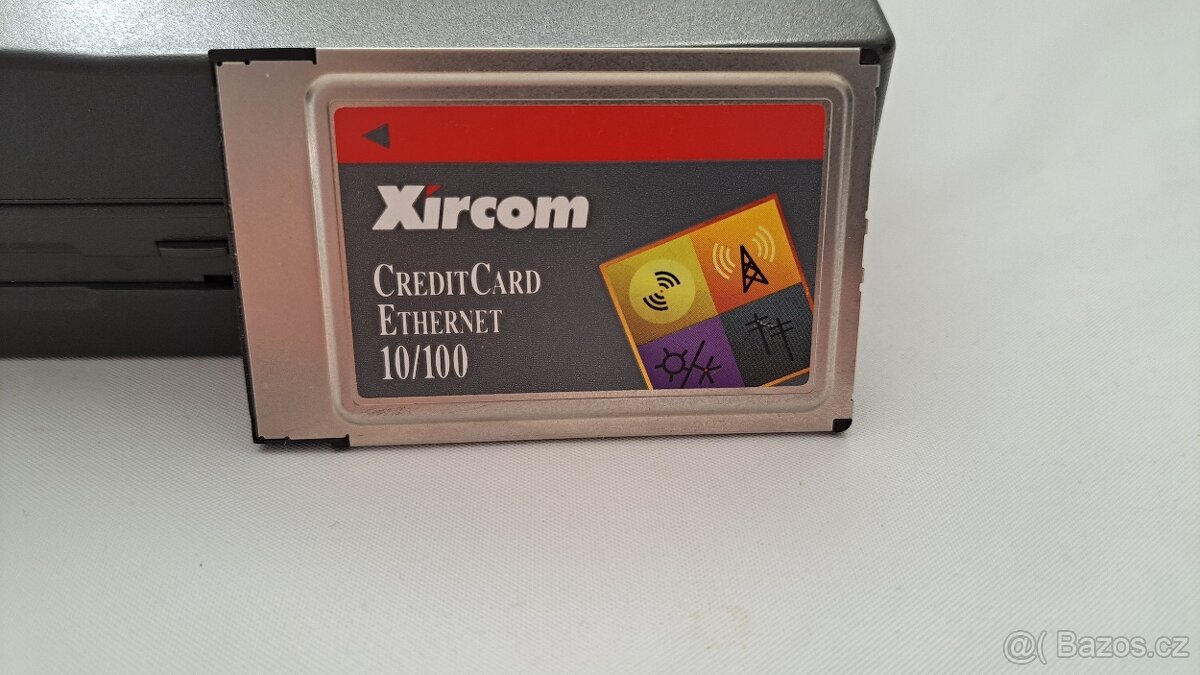 Xircom
CREDITCARD
ETHERNET
10/100
@( Bazos.cz